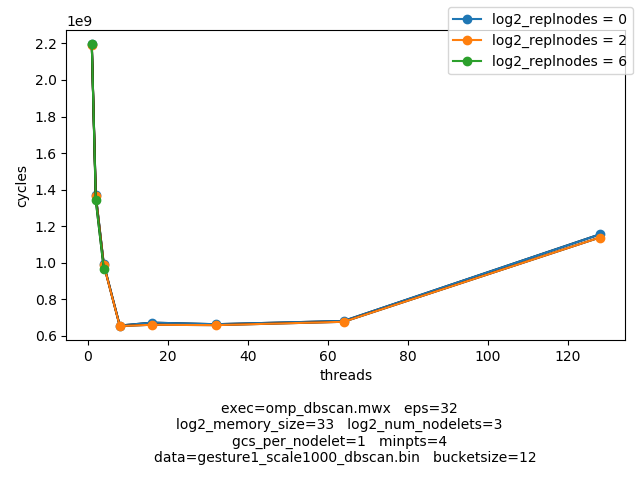 1e9
log2_replnodes = 0
log2_replnodes = 2
log2_replnodes = 6
2.2
2.0
1.8
1.6
1.4
1.2
1.0
0.8
0.6
cycles
0 20 40 60 80 100 120
threads
exec=omp_dbscan.mwx eps=32
log2_memory_size=33 log2_num_nodelets=3
gcs_per_nodelet=1 minpts=4
data=gesture1_scale1000_dbscan.bin bucketsize=12